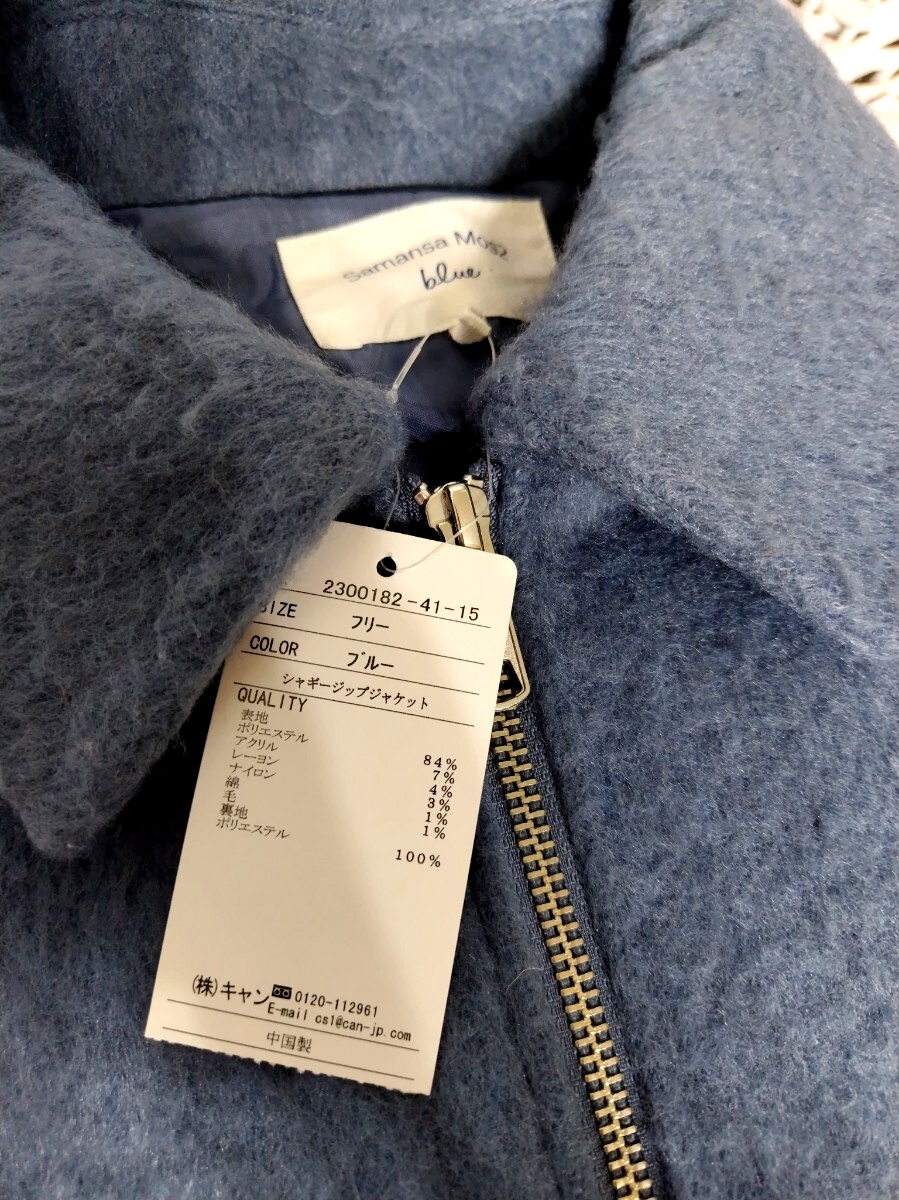 Samansa Mos2
blue
2300182-41-15
SIZE フリー
COLOR ブルー
シャギージップジャケット
QUALITY
表地
ポリエステル 84%
アクリル 7%
レーヨン 4%
ナイロン 3%
綿 1%
毛 1%
裏地
ポリエステル 100%
(株)キャン 0120-112961
E-mail csl@can-jp.com
中国製